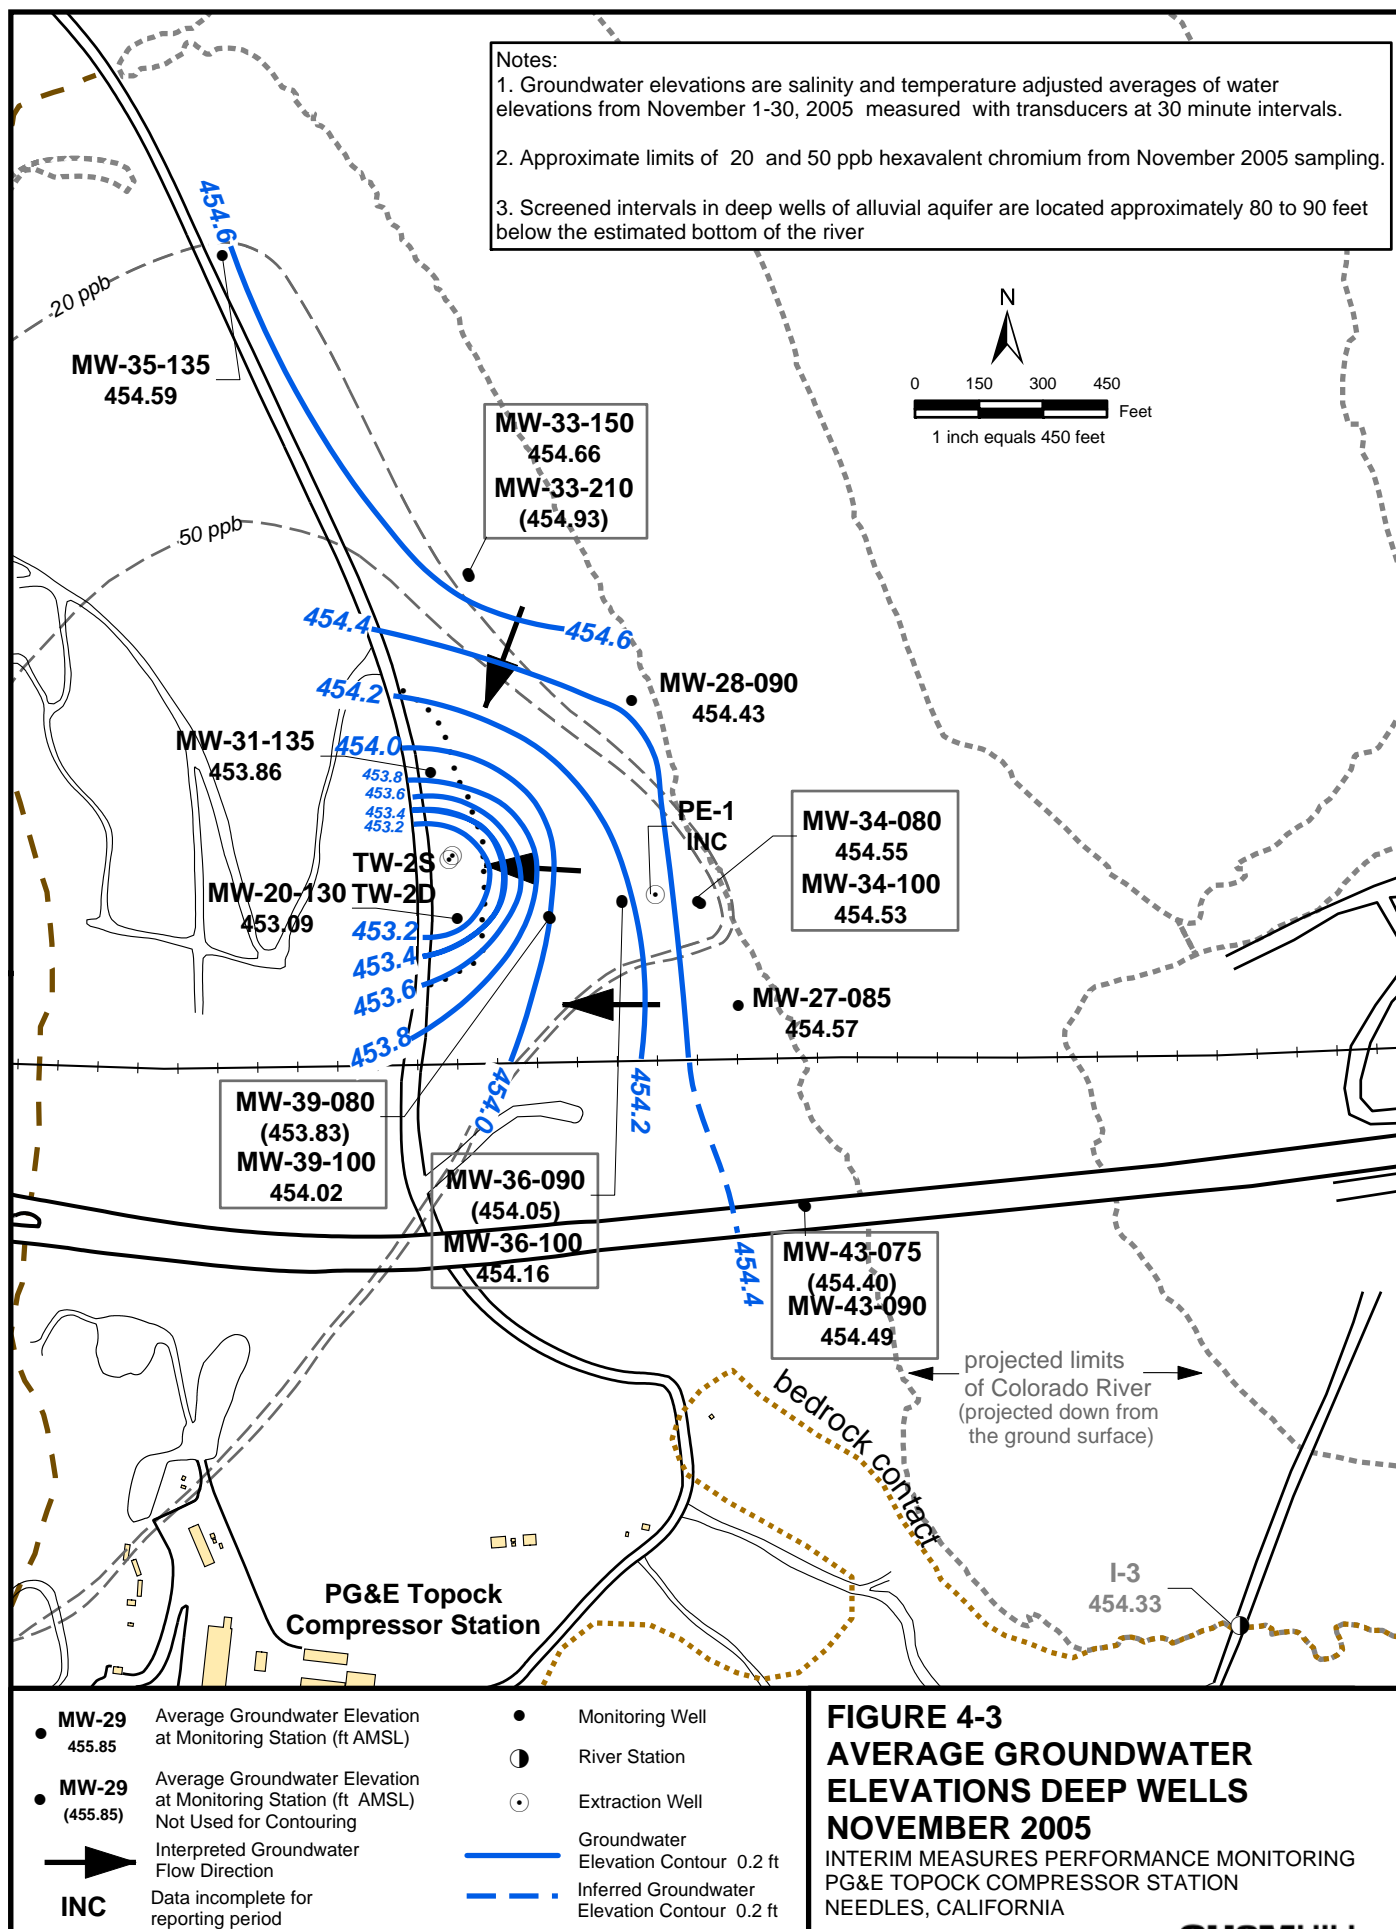 Notes:
1. Groundwater elevations are salinity and temperature adjusted averages of water
elevations from November 1-30, 2005 measured with transducers at 30 minute intervals.
2. Approximate limits of 20 and 50 ppb hexavalent chromium from November 2005 sampling.
3. Screened intervals in deep wells of alluvial aquifer are located approximately 80 to 90 feet
below the estimated bottom of the river
454.6
20 ppb
N
MW-35-135
454.59
0 150 300 450
Feet
1 inch equals 450 feet
MW-33-150
454.66
MW-33-210
(454.93)
50 ppb
454.4
454.6
454.2
MW-28-090
454.43
MW-31-135
453.86
454.0
453.8
453.6
453.4
453.2
PE-1
INC
MW-34-080
454.55
MW-34-100
454.53
TW-2S
MW-20-130
453.09
TW-2D
453.2
453.4
453.6
453.8
MW-27-085
454.57
454.0
454.2
MW-39-080
(453.83)
MW-39-100
454.02
MW-36-090
(454.05)
MW-36-100
454.16
454.4
MW-43-075
(454.40)
MW-43-090
454.49
projected limits
of Colorado River
(projected down from
the ground surface)
bedrock contact
I-3
454.33
PG&E Topock
Compressor Station
MW-29
455.85
Average Groundwater Elevation
at Monitoring Station (ft AMSL)
MW-29
(455.85)
Average Groundwater Elevation
at Monitoring Station (ft AMSL)
Not Used for Contouring
Interpreted Groundwater
Flow Direction
INC
Data incomplete for
reporting period
Monitoring Well
River Station
Extraction Well
Groundwater
Elevation Contour 0.2 ft
Inferred Groundwater
Elevation Contour 0.2 ft
FIGURE 4-3
AVERAGE GROUNDWATER
ELEVATIONS DEEP WELLS
NOVEMBER 2005
INTERIM MEASURES PERFORMANCE MONITORING
PG&E TOPOCK COMPRESSOR STATION
NEEDLES, CALIFORNIA